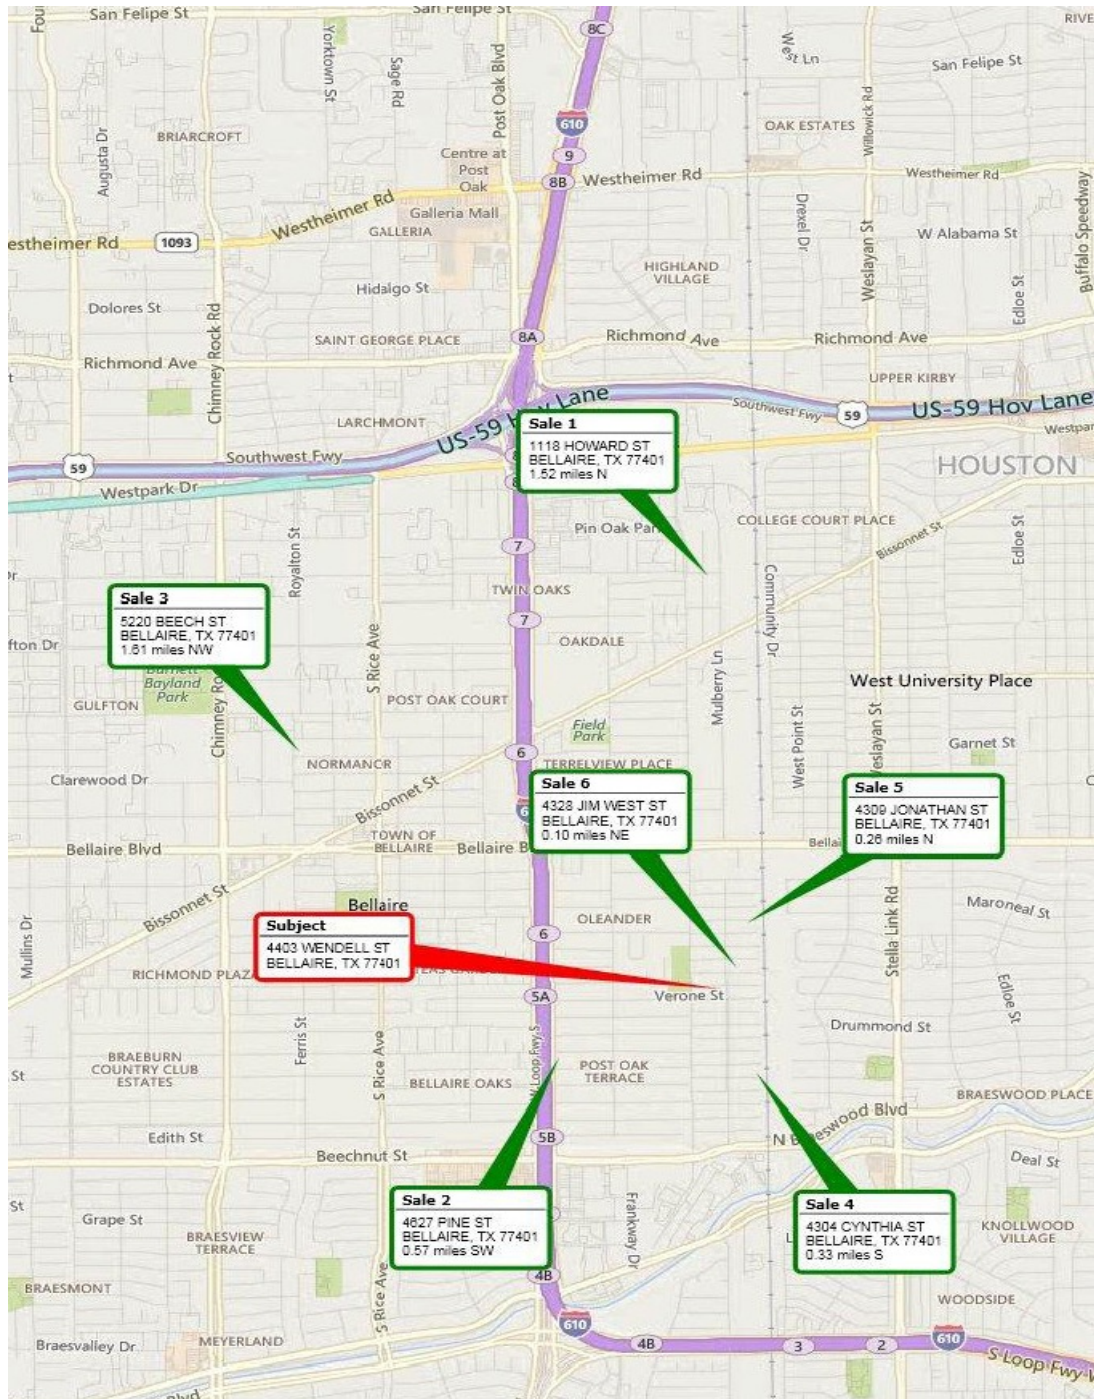 San Felipe St
San Felipe St
8C
Yorktown St
Sage Rd
Post Oak Blvd
West Ln
San Felipe St
Willowick Rd
610
OAK ESTATES
BRIARCROFT
Augusta Dr
Centre at
Post
Oak
9
8B
Westheimer Rd
Westheimer Rd
Westheimer Rd
Galleria Mall
GALLERIA
Drexel Dr
W Alabama St
Weslayan St
Buffalo Speedway
1093
HIGHLAND
VILLAGE
Hidalgo St
Dolores St
Chimney Rock Rd
Edloe St
SAINT GEORGE PLACE
8A
Richmond Ave
Richmond Ave
Richmond Ave
UPPER KIRBY
LARCHMONT
US-59 Hov Lane
Southwest Fwy
59
US-59 Hov Lane
Sale 1
1118 HOWARD ST
BELLAIRE, TX 77401
1.52 miles N
59
Southwest Fwy
HOUSTON
Westpark Dr
Pin Oak Park
COLLEGE COURT PLACE
Bissonnet St
Edloe St
Royalton St
7
TWIN OAKS
Community Dr
Sale 3
5220 BEECH ST
BELLAIRE, TX 77401
1.61 miles NW
7
OAKDALE
S Rice Ave
Mulberry Ln
Burnett
Bayland
Park
GULFTON
POST OAK COURT
West University Place
Field
Park
West Point St
Weslayan St
Garnet St
6
NORMANCR
TERRELVIEW PLACE
Clarewood Dr
Bissonnet St
Sale 6
4328 JIM WEST ST
BELLAIRE, TX 77401
0.10 miles NE
Sale 5
4309 JONATHAN ST
BELLAIRE, TX 77401
0.26 miles N
TOWN OF
BELLAIRE
Bellaire Blvd
Bellaire B
Bissonnet St
Bellaire
OLEANDER
Maroneal St
Mullins Dr
Stella Link Rd
Subject
4403 WENDELL ST
BELLAIRE, TX 77401
6
RICHMOND PLAZA
5A
Verone St
Edloe St
Ferris St
Drummond St
BRAEBURN
COUNTRY CLUB
ESTATES
S Rice Ave
POST OAK
TERRACE
BELLAIRE OAKS
BRAESWOOD PLACE
Edith St
5B
Beechnut St
Deal St
Sale 2
4627 PINE ST
BELLAIRE, TX 77401
0.57 miles SW
Sale 4
4304 CYNTHIA ST
BELLAIRE, TX 77401
0.33 miles S
Frankway Dr
Grape St
KNOLLWOOD
VILLAGE
BRAESVIEW
TERRACE
4B
BRAESMONT
S Rice Ave
WOODSIDE
610
Braesvalley Dr
MEYERLAND
4B
3
2
610
S Loop Fwy W